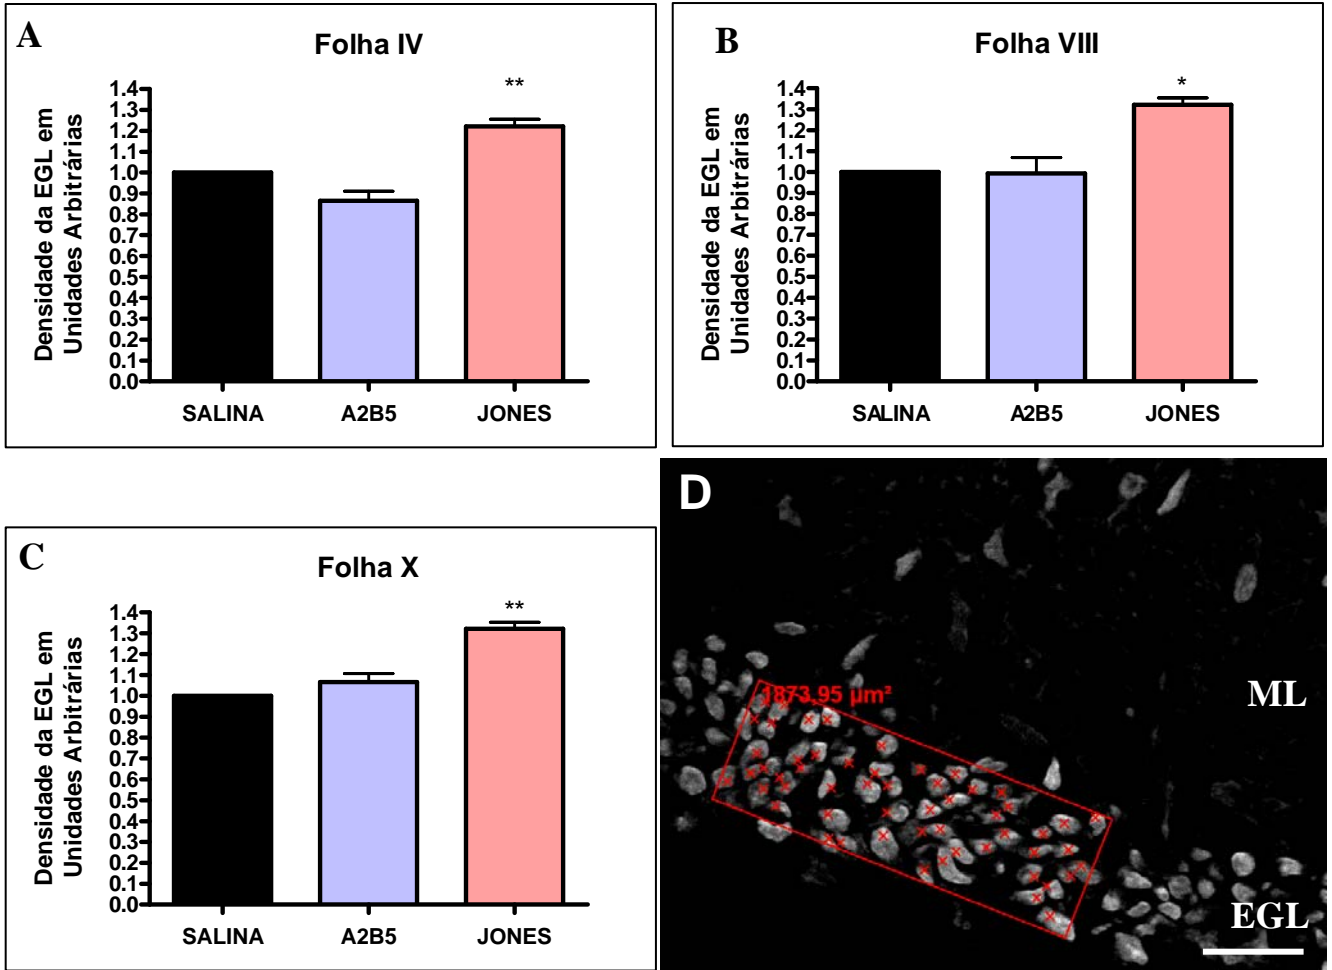 A
Folha IV
Densidade da EGL em
Unidades Arbitrárias
1.4
1.3
1.2
1.1
1.0
0.9
0.8
0.7
0.6
0.5
0.4
0.3
0.2
0.1
0.0
**
SALINA A2B5 JONES
B
Folha VIII
Densidade da EGL em
Unidades Arbitrárias
1.4
1.3
1.2
1.1
1.0
0.9
0.8
0.7
0.6
0.5
0.4
0.3
0.2
0.1
0.0
*
SALINA A2B5 JONES
C
Folha X
Densidade da EGL em
Unidades Arbitrárias
1.4
1.3
1.2
1.1
1.0
0.9
0.8
0.7
0.6
0.5
0.4
0.3
0.2
0.1
0.0
**
SALINA A2B5 JONES
D
1873,95 µm²
ML
EGL